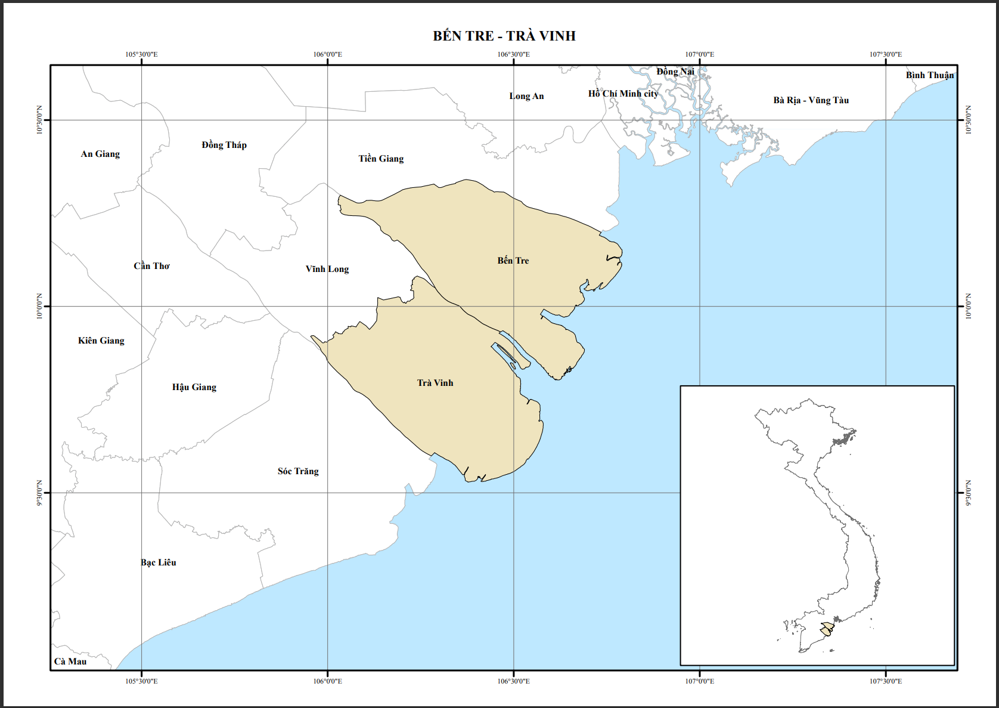 BẾN TRE - TRÀ VINH
105°30'0"E
106°0'0"E
106°30'0"E
107°0'0"E
107°30'0"E
Đồng Nai
Bình Thuận
Hồ Chí Minh city
Long An
Bà Rịa - Vũng Tàu
10°30'0"N
10°30'0"N
Đồng Tháp
An Giang
Tiền Giang
Bến Tre
Cần Thơ
Vĩnh Long
10°0'0"N
10°0'0"N
Kiên Giang
Trà Vinh
Hậu Giang
Sóc Trăng
9°30'0"N
9°30'0"N
Bạc Liêu
Cà Mau
105°30'0"E
106°0'0"E
106°30'0"E
107°0'0"E
107°30'0"E